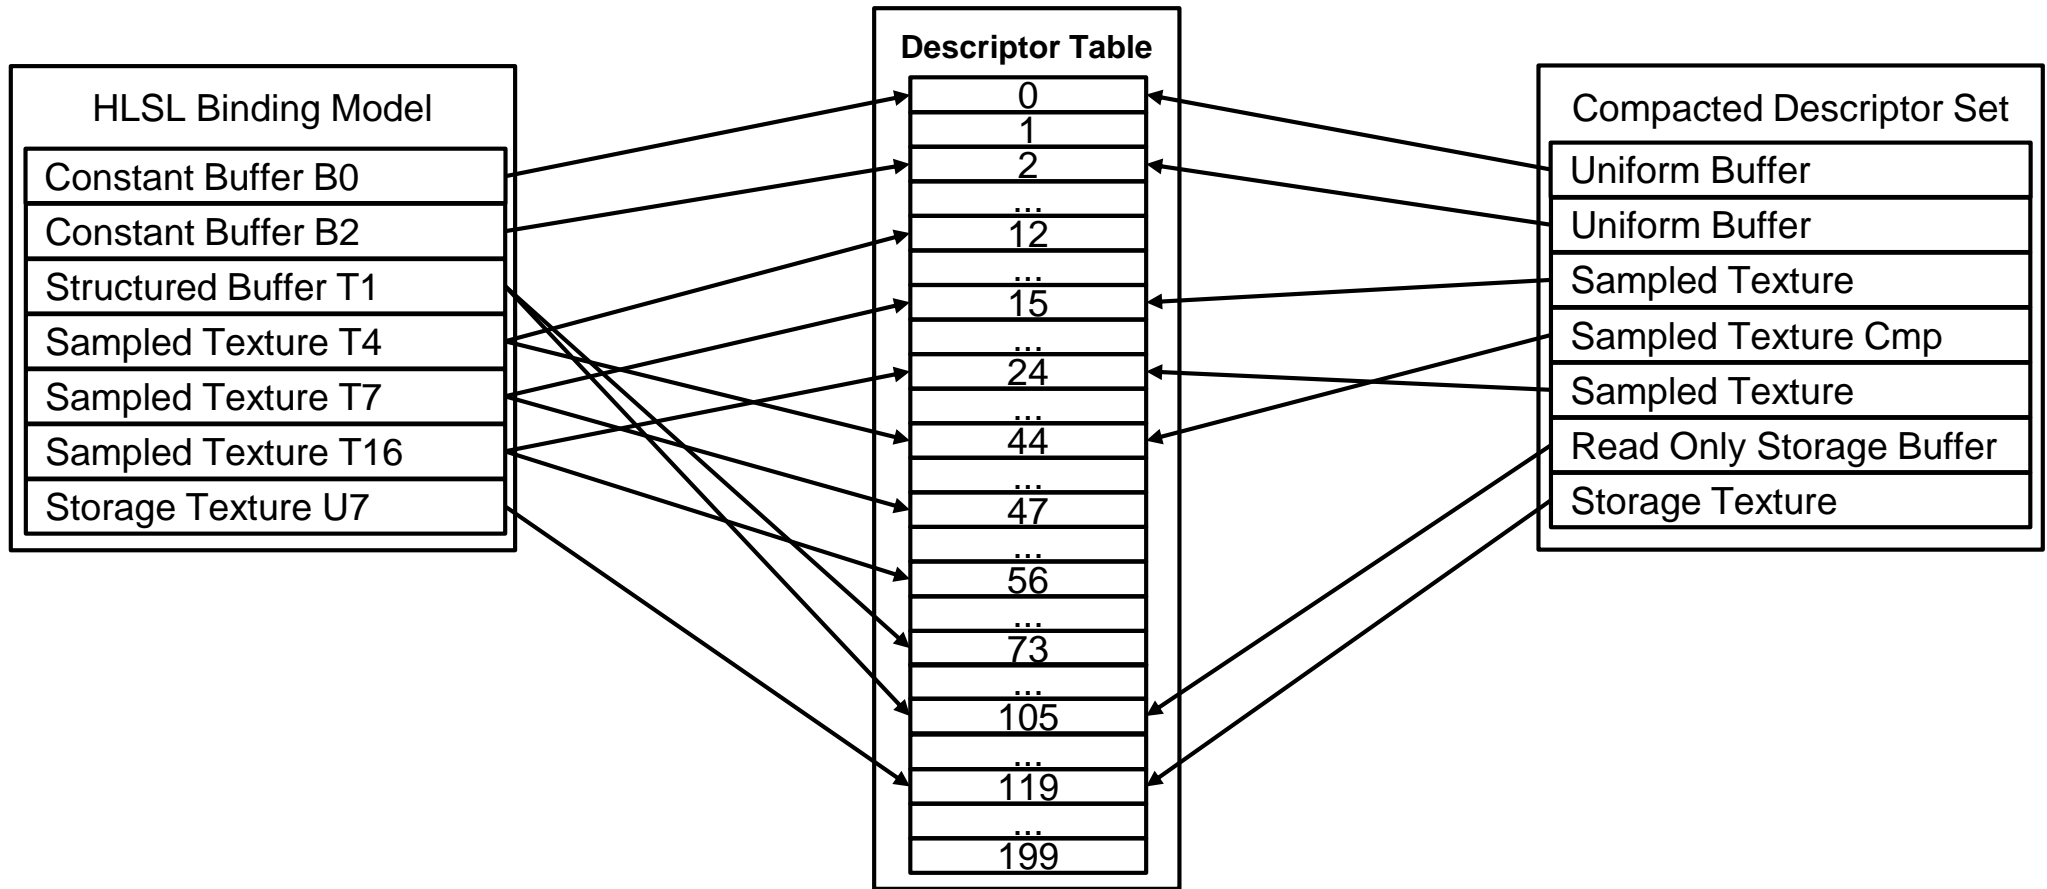 HLSL Binding Model
Constant Buffer B0
Constant Buffer B2
Structured Buffer T1
Sampled Texture T4
Sampled Texture T7
Sampled Texture T16
Storage Texture U7
Descriptor Table
0
1
2
...
12
...
15
...
24
...
44
...
47
...
56
...
73
...
105
...
119
...
199
Compacted Descriptor Set
Uniform Buffer
Uniform Buffer
Sampled Texture
Sampled Texture Cmp
Sampled Texture
Read Only Storage Buffer
Storage Texture